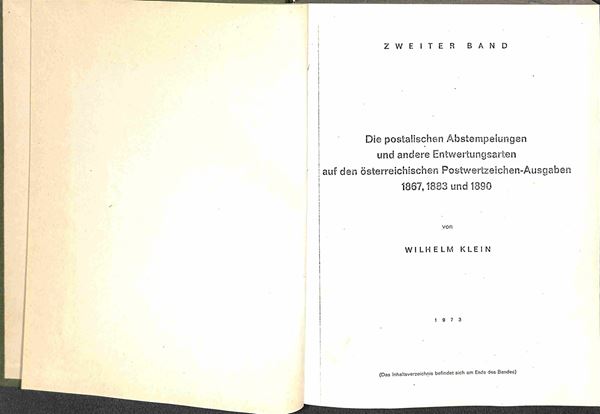 ZWEITER BAND
Die postalischen Abstempelungen
und andere Entwertungsarten
auf den österreichischen Postwertzeichen-Ausgaben
1867, 1883 und 1890
von
WILHELM KLEIN
1973
(Das Inhaltsverzeichnis befindet sich am Ende des Bandes)